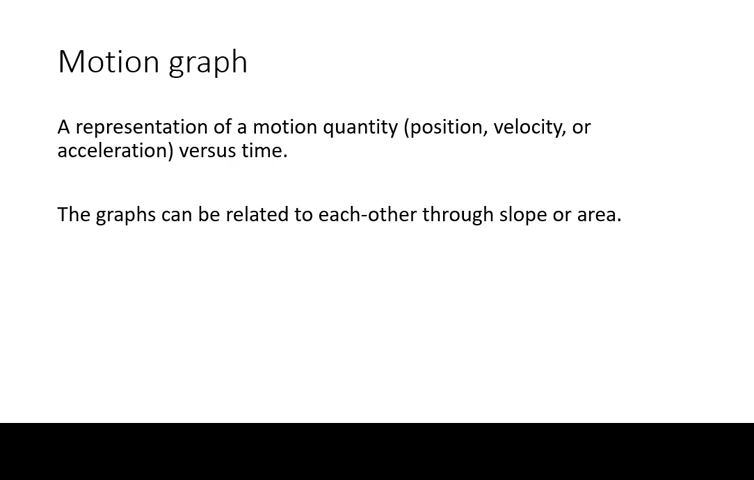 Motion graph
A representation of a motion quantity (position, velocity, or
acceleration) versus time.
The graphs can be related to each-other through slope or area.